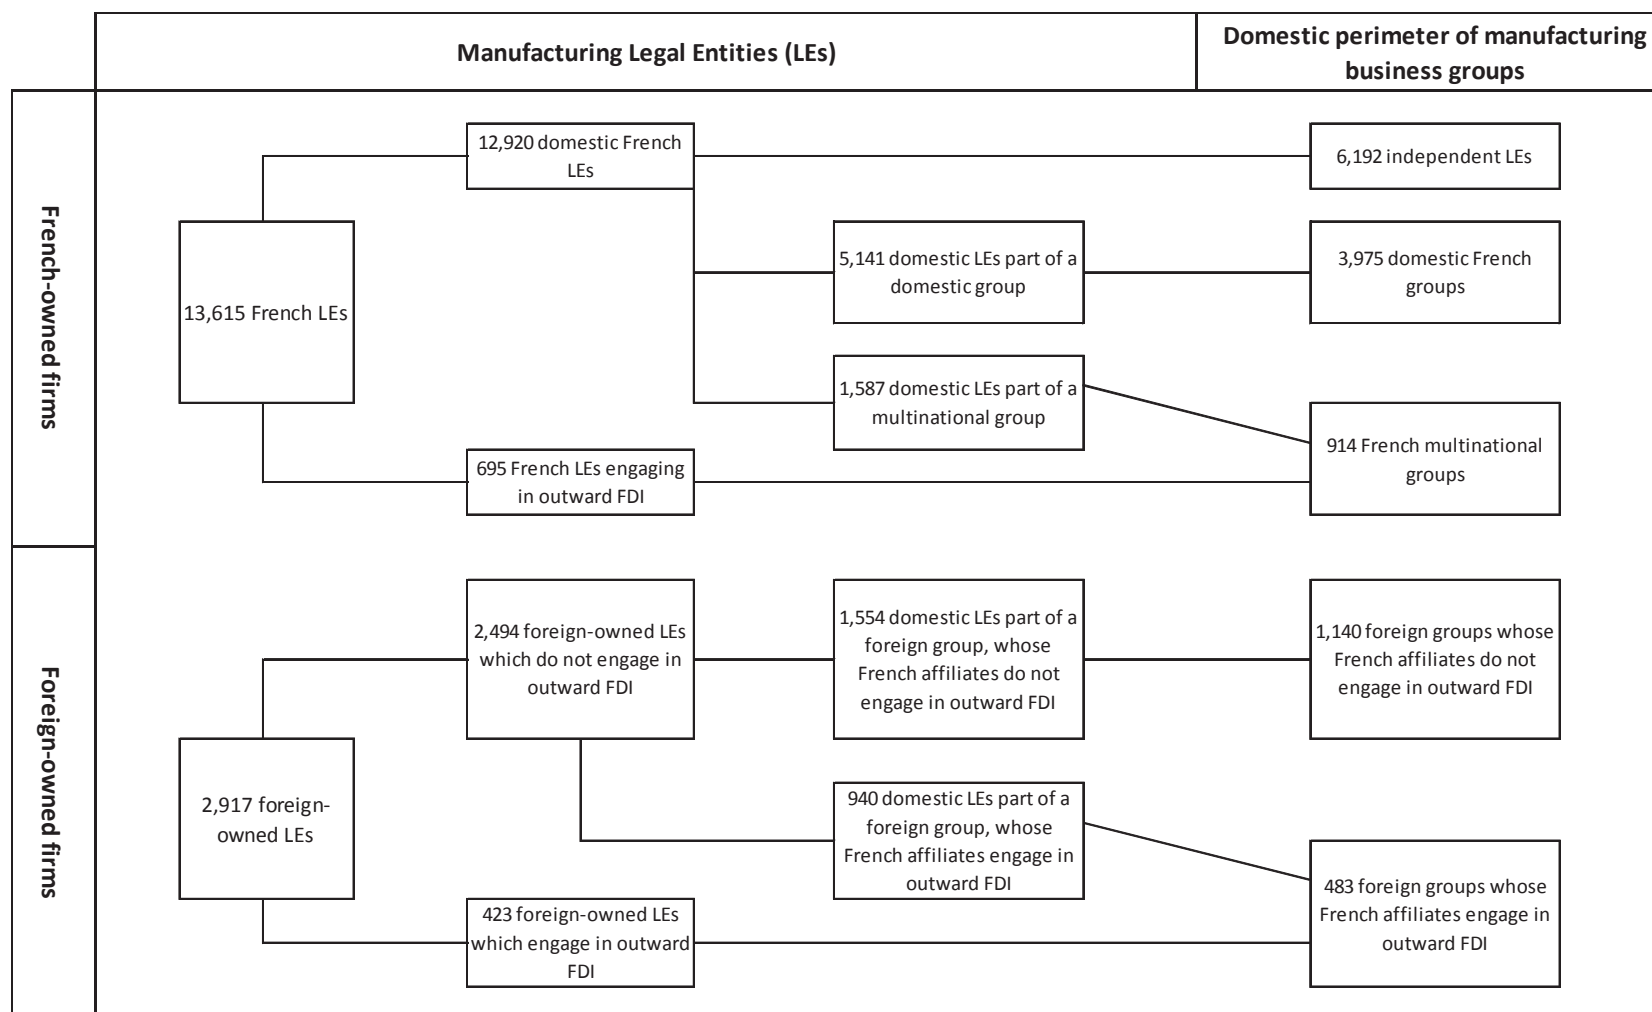 Manufacturing Legal Entities (LEs)
Domestic perimeter of manufacturing
business groups
French-owned firms
12,920 domestic French
LEs
6,192 independent LEs
13,615 French LEs
5,141 domestic LEs part of a
domestic group
3,975 domestic French
groups
1,587 domestic LEs part of a
multinational group
914 French multinational
groups
695 French LEs engaging
in outward FDI
Foreign-owned firms
2,494 foreign-owned LEs
which do not engage in
outward FDI
1,554 domestic LEs part of a
foreign group, whose
French affiliates do not
engage in outward FDI
1,140 foreign groups whose
French affiliates do not
engage in outward FDI
2,917 foreign-
owned LEs
940 domestic LEs part of a
foreign group, whose
French affiliates engage in
outward FDI
483 foreign groups whose
French affiliates engage in
outward FDI
423 foreign-owned LEs
which engage in outward
FDI